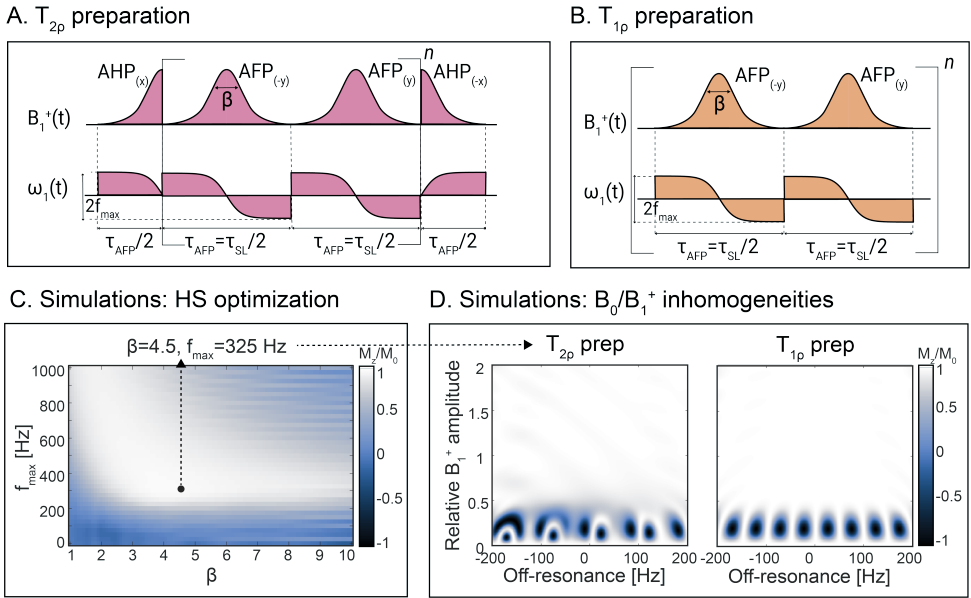 A. T2ρ preparation
AHP(x) AFP(-y) AFP(y) AHP(-x) n
β
B1+(t)
ω1(t)
2fmax
τAFP/2 τAFP=τSL/2 τAFP=τSL/2 τAFP/2
B. T1ρ preparation
AFP(-y) AFP(y) n
β
B1+(t)
ω1(t)
2fmax
τAFP=τSL/2 τAFP=τSL/2
C. Simulations: HS optimization
β=4.5, fmax=325 Hz
Mz/M0
1000
800
600
400
200
0
fmax [Hz]
1 2 3 4 5 6 7 8 9 10
β
1
0.5
0
-0.5
-1
D. Simulations: B0/B1+ inhomogeneities
T2ρ prep T1ρ prep
Mz/M0
2
1.5
1
0.5
0
Relative B1+ amplitude
-200 -100 0 100 200
Off-resonance [Hz]
-200 -100 0 100 200
Off-resonance [Hz]
1
0.5
0
-0.5
-1